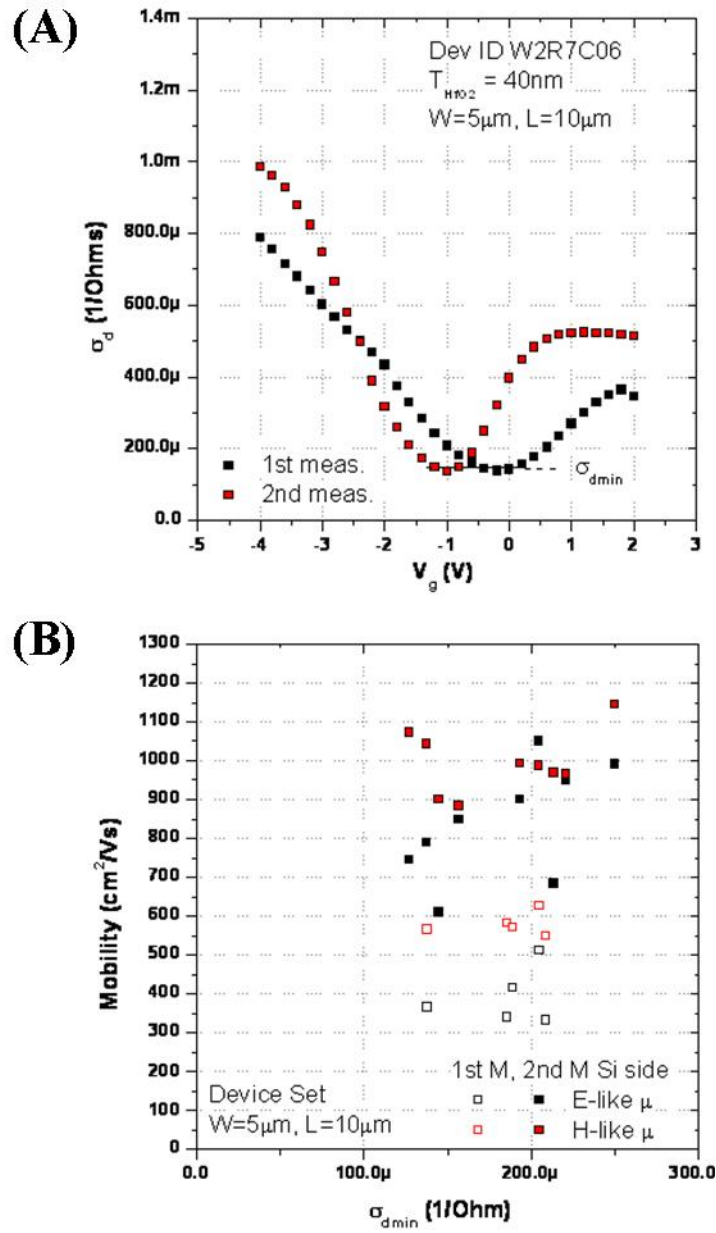 (A)
1.4m
1.2m
1.0m
800.0μ
600.0μ
400.0μ
200.0μ
0.0
σd (1/Ohms)
Dev ID W2R7C06
T HfO2 = 40nm
W=5μm, L=10μm
1st meas.
2nd meas.
σdmin
-5 -4 -3 -2 -1 0 1 2 3
Vg (V)
(B)
1300
1200
1100
1000
900
800
700
600
500
400
300
200
100
0
Mobility (cm²/Vs)
1st M, 2nd M Si side
E-like μ
H-like μ
Device Set
W=5μm, L=10μm
0.0 100.0μ 200.0μ 300.0μ
σdmin (1/Ohm)